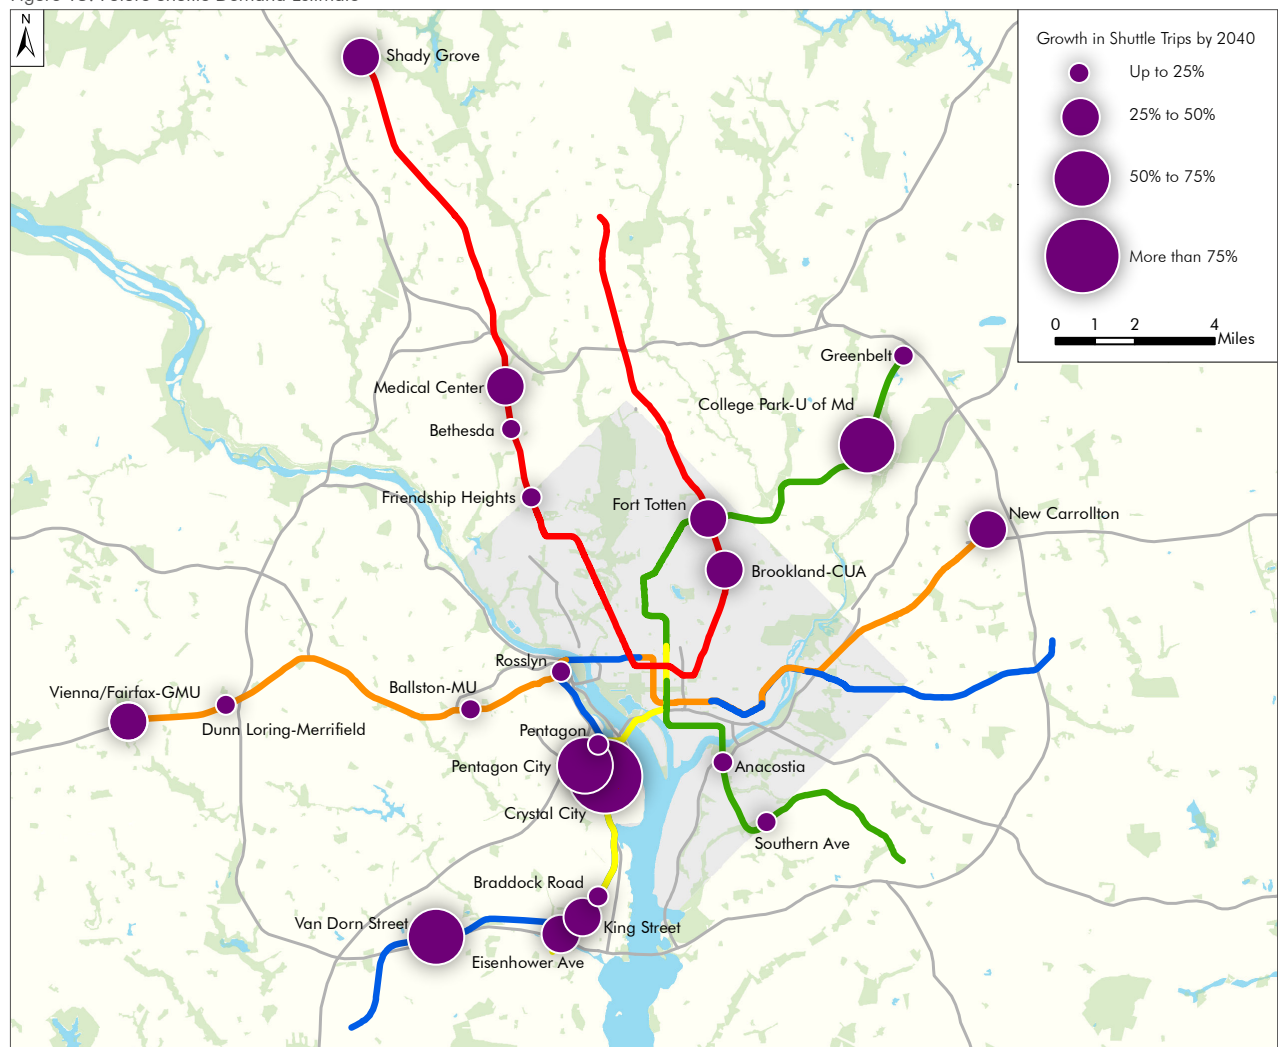 N
Growth in Shuttle Trips by 2040
Up to 25%
25% to 50%
50% to 75%
More than 75%
0 1 2 4
Miles
Shady Grove
Greenbelt
Medical Center
College Park-U of Md
Bethesda
Friendship Heights
Fort Totten
New Carrollton
Brookland-CUA
Rosslyn
Vienna/Fairfax-GMU
Ballston-MU
Dunn Loring-Merrifield
Pentagon
Pentagon City
Anacostia
Crystal City
Southern Ave
Braddock Road
Van Dorn Street
King Street
Eisenhower Ave